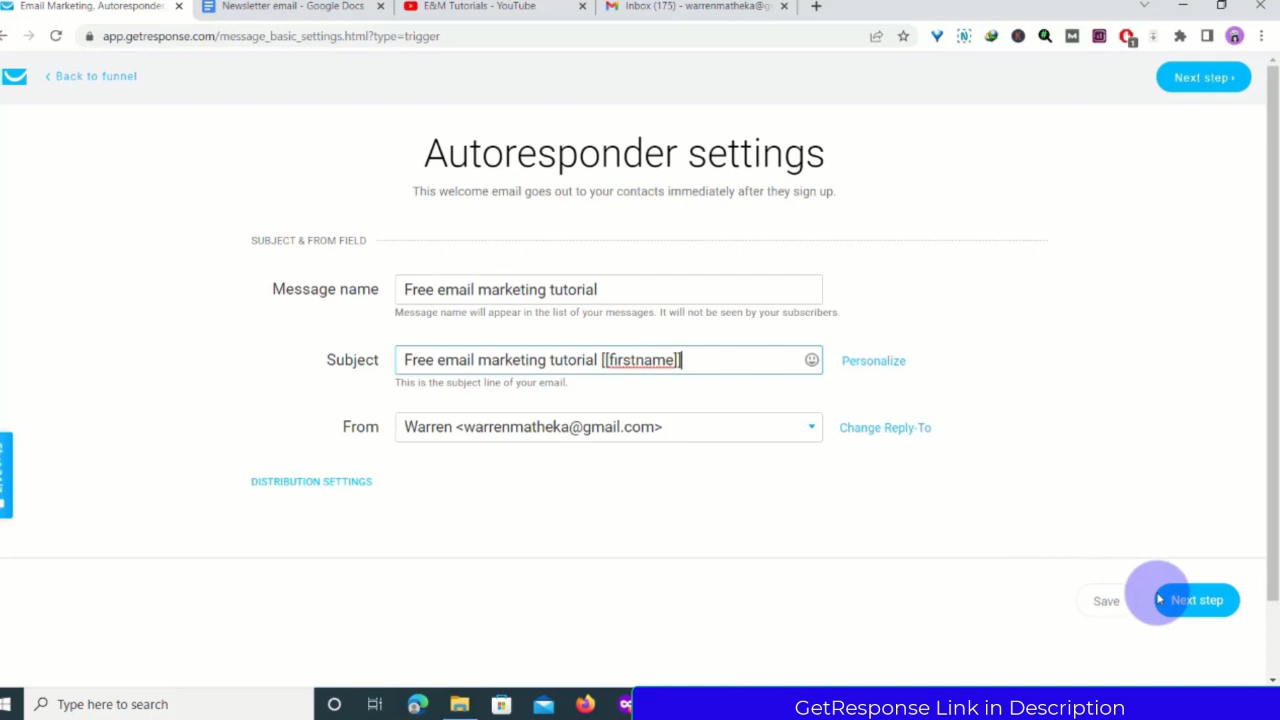 Email Marketing, Autoresponder
Newsletter email - Google Docs
E&M Tutorials - YouTube
Inbox (175) - warrenmatheka@g
app.getresponse.com/message_basic_settings.html?type=trigger
Back to funnel
Next step
Autoresponder settings
This welcome email goes out to your contacts immediately after they sign up.
SUBJECT & FROM FIELD
Message name
Free email marketing tutorial
Message name will appear in the list of your messages. It will not be seen by your subscribers.
Subject
Free email marketing tutorial [[firstname]]
Personalize
This is the subject line of your email.
From
Warren <warrenmatheka@gmail.com>
Change Reply-To
DISTRIBUTION SETTINGS
Save
Next step
Type here to search
GetResponse Link in Description